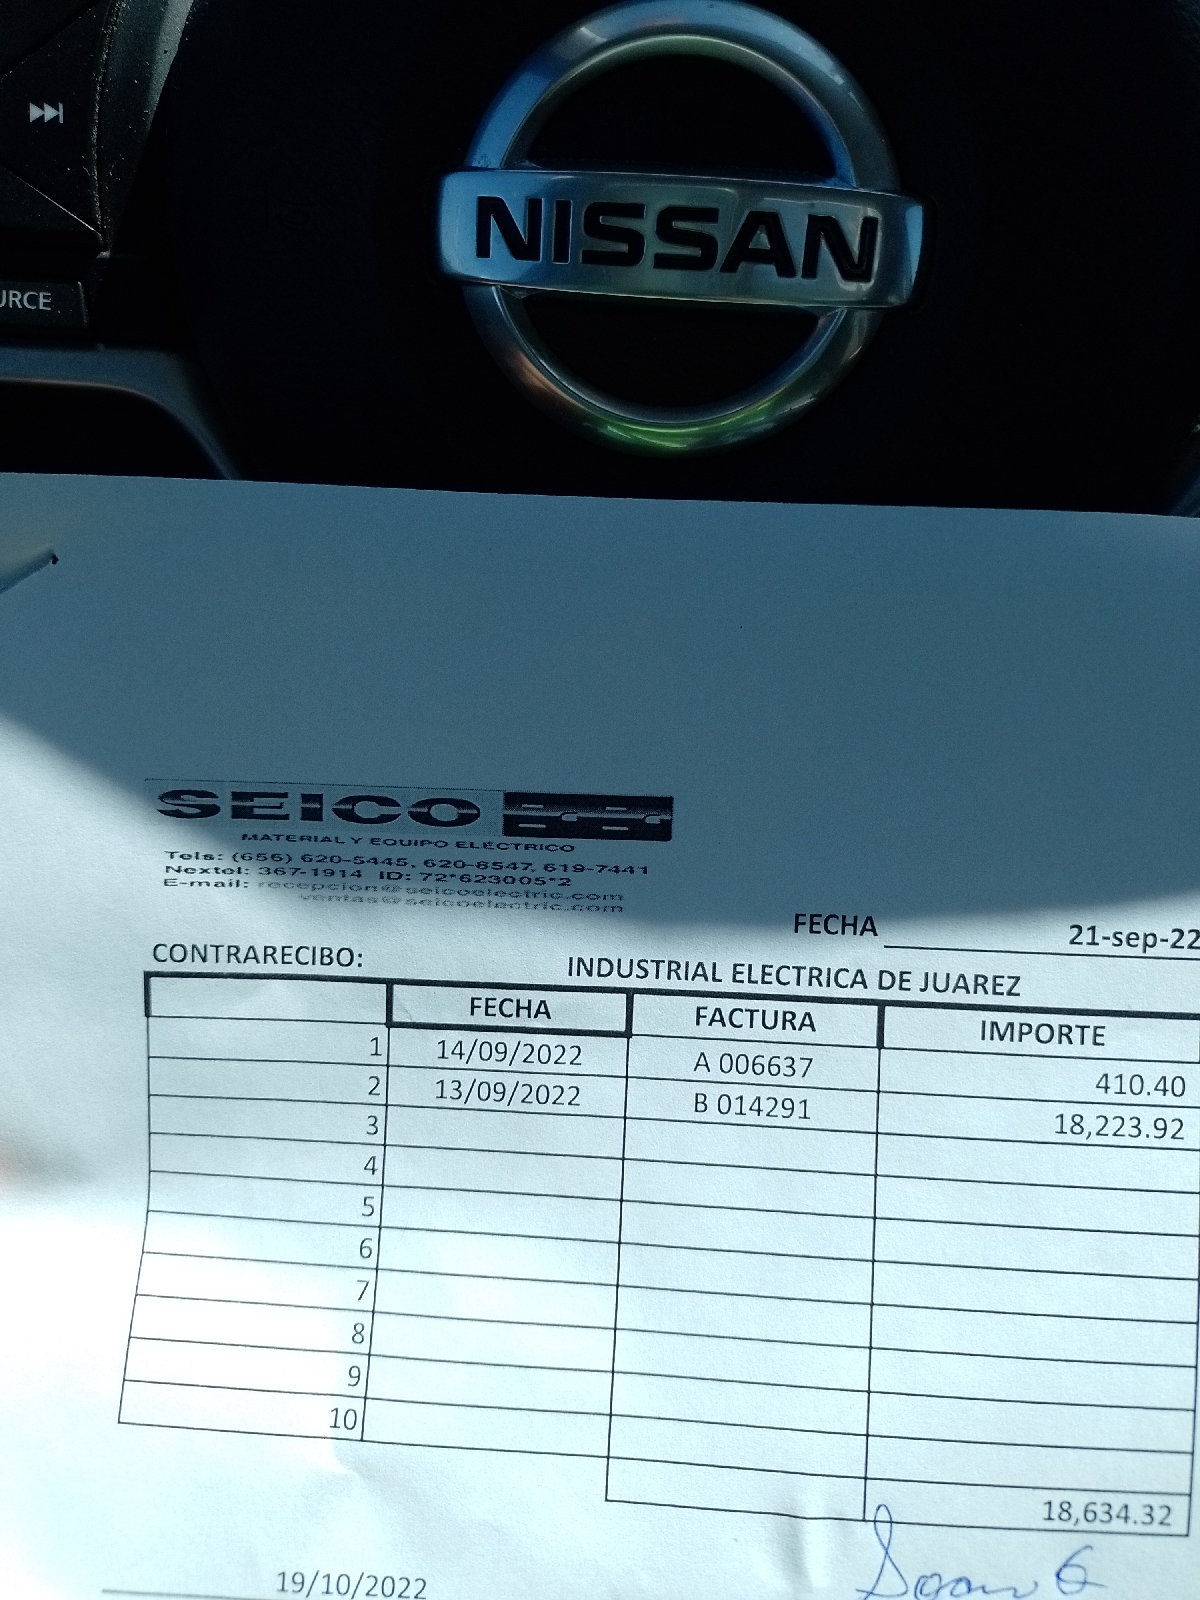 NISSAN
URCE
SEICO
MATERIAL Y EQUIPO ELECTRICO
Tels: (656) 620-5445, 620-8547, 619-7441
Nextel: 367-1914 ID: 72*623005*2
E-mail: recepcion@seicoelectric.com
ventas@seicoelectric.com
FECHA 21-sep-22
CONTRARECIBO: INDUSTRIAL ELECTRICA DE JUAREZ
FECHA FACTURA IMPORTE
1 14/09/2022 A 006637 410.40
2 13/09/2022 B 014291 18,223.92
3
4
5
6
7
8
9
10
18,634.32
19/10/2022